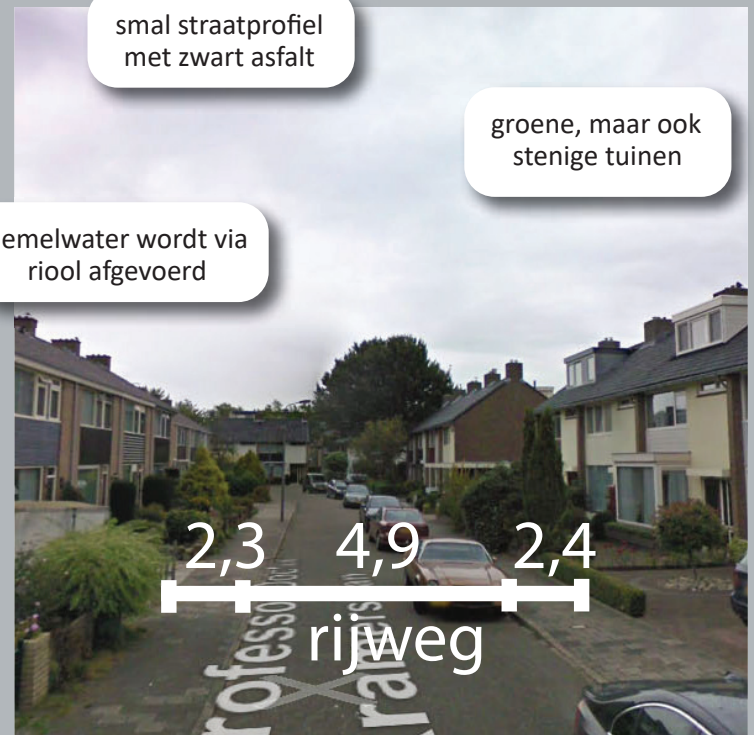 smal straatprofiel
met zwart asfalt
groene, maar ook
stenige tuinen
emelwater wordt via
riool afgevoerd
2,3 4,9 2,4
rijweg